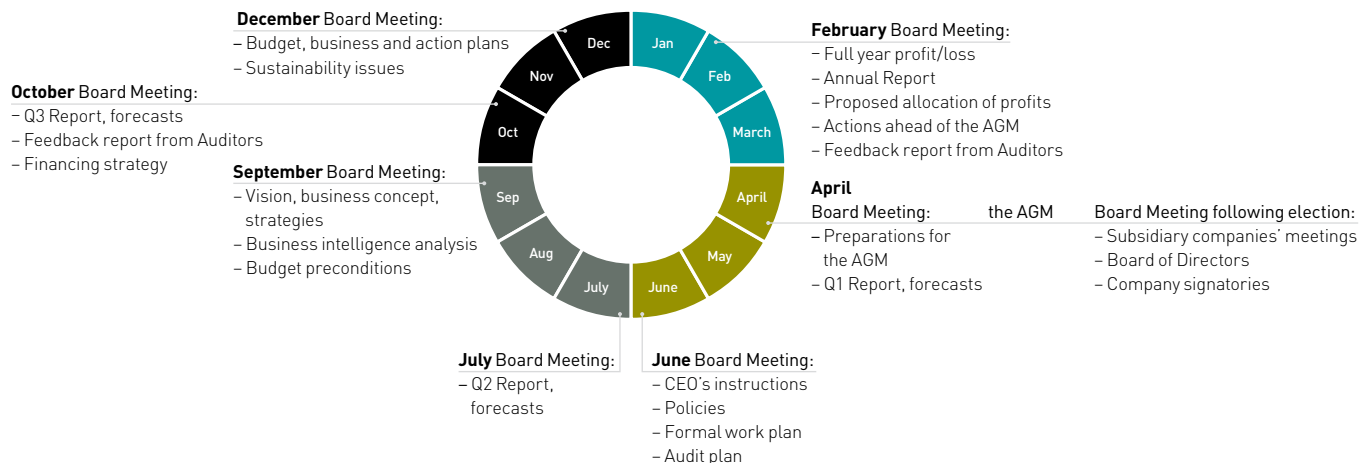 December Board Meeting:
– Budget, business and action plans
– Sustainability issues
October Board Meeting:
– Q3 Report, forecasts
– Feedback report from Auditors
– Financing strategy
September Board Meeting:
– Vision, business concept,
strategies
– Business intelligence analysis
– Budget preconditions
Jan
Feb
March
April
May
June
July
Aug
Sep
Oct
Nov
Dec
February Board Meeting:
– Full year profit/loss
– Annual Report
– Proposed allocation of profits
– Actions ahead of the AGM
– Feedback report from Auditors
April
Board Meeting: the AGM Board Meeting following election:
– Preparations for
the AGM
– Q1 Report, forecasts
– Subsidiary companies’ meetings
– Board of Directors
– Company signatories
July Board Meeting:
– Q2 Report,
forecasts
June Board Meeting:
– CEO’s instructions
– Policies
– Formal work plan
– Audit plan